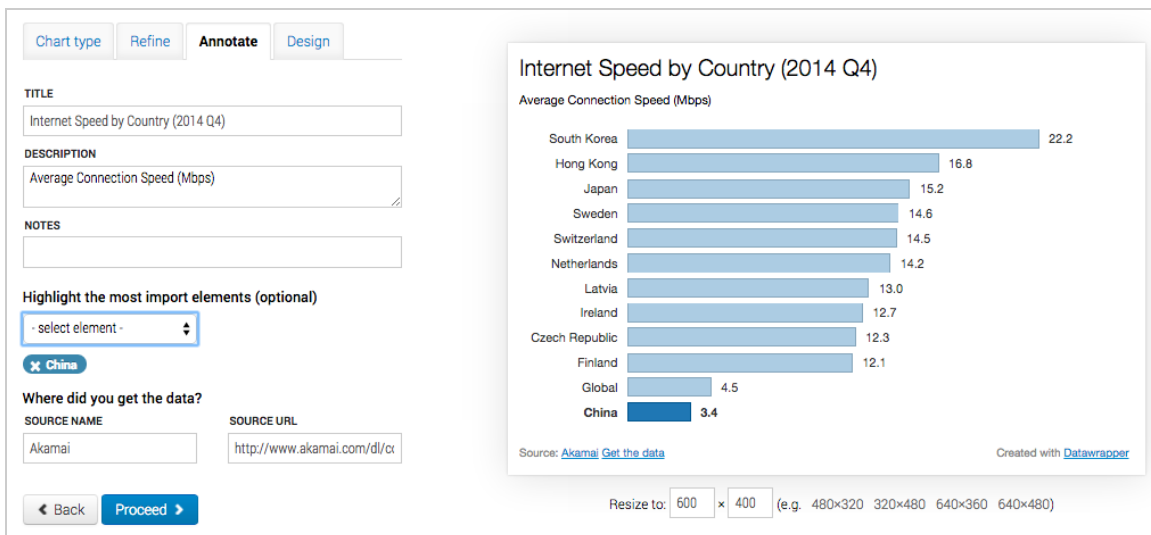 Chart type Refine Annotate Design
TITLE
Internet Speed by Country (2014 Q4)
DESCRIPTION
Average Connection Speed (Mbps)
NOTES
Highlight the most import elements (optional)
- select element -
x China
Where did you get the data?
SOURCE NAME SOURCE URL
Akamai http://www.akamai.com/dl/co
Back Proceed
Internet Speed by Country (2014 Q4)
Average Connection Speed (Mbps)
South Korea 22.2
Hong Kong 16.8
Japan 15.2
Sweden 14.6
Switzerland 14.5
Netherlands 14.2
Latvia 13.0
Ireland 12.7
Czech Republic 12.3
Finland 12.1
Global 4.5
China 3.4
Source: Akamai Get the data Created with Datawrapper
Resize to: 600 × 400 (e.g. 480×320 320×480 640×360 640×480)